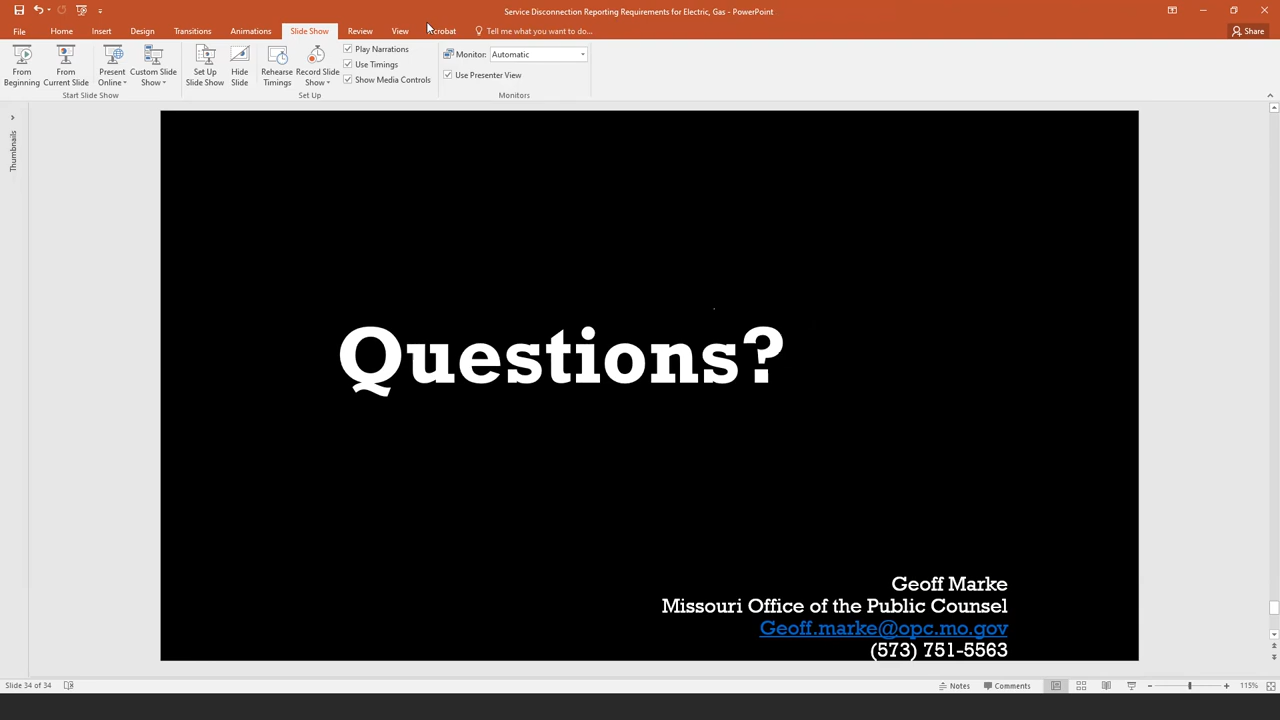 Service Disconnection Reporting Requirements for Electric, Gas - PowerPoint
File Home Insert Design Transitions Animations Slide Show Review View Acrobat Tell me what you want to do... Share
From Beginning
From Current Slide
Present Online
Custom Slide Show
Start Slide Show
Set Up Slide Show
Hide Slide
Rehearse Timings
Record Slide Show
Play Narrations
Use Timings
Show Media Controls
Set Up
Monitor: Automatic
Use Presenter View
Monitors
Thumbnails
Questions?
Geoff Marke
Missouri Office of the Public Counsel
Geoff.marke@opc.mo.gov
(573) 751-5563
Slide 34 of 34 Notes Comments 115%